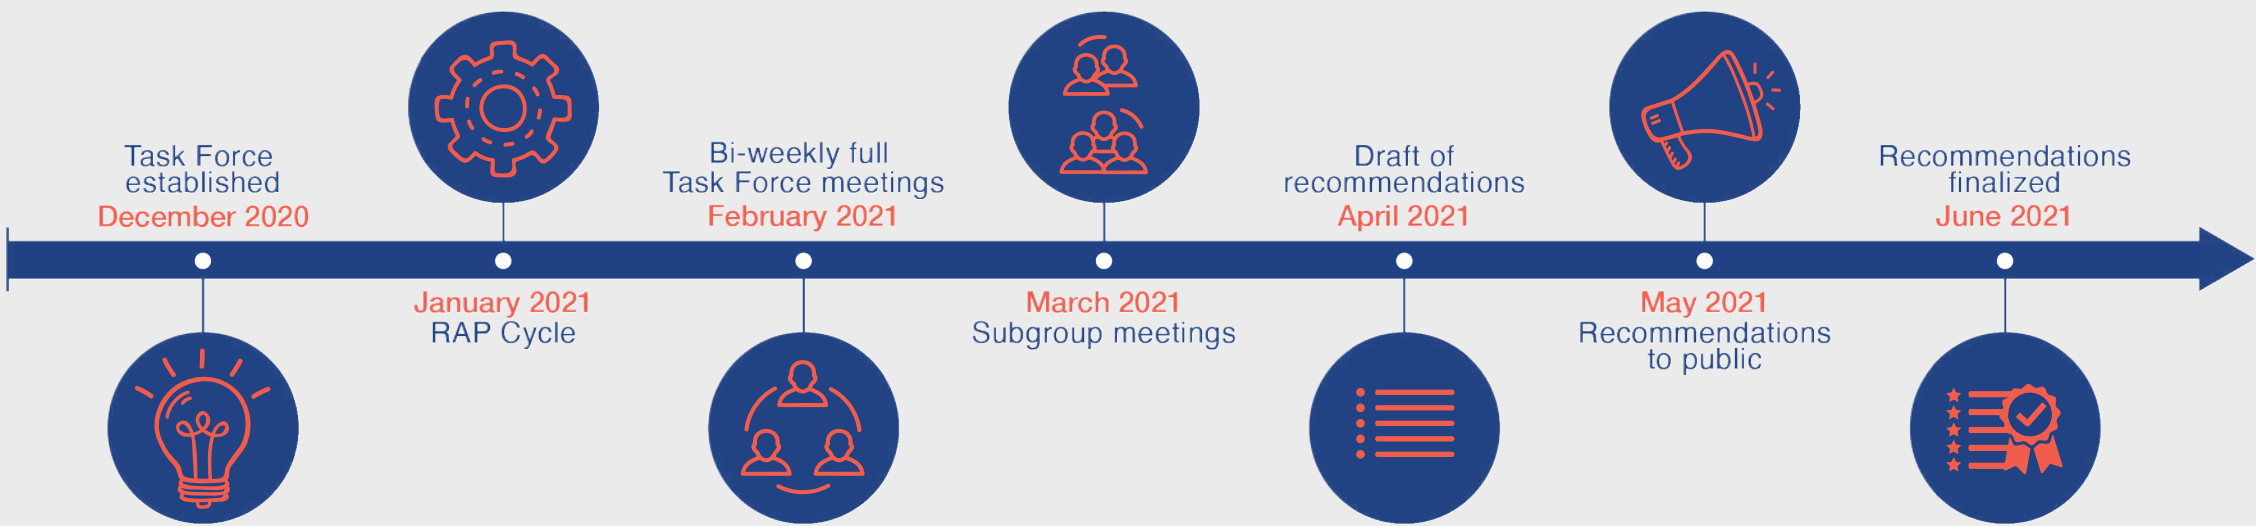 Task Force
established
December 2020
January 2021
RAP Cycle
Bi-weekly full
Task Force meetings
February 2021
March 2021
Subgroup meetings
Draft of
recommendations
April 2021
May 2021
Recommendations
to public
Recommendations
finalized
June 2021